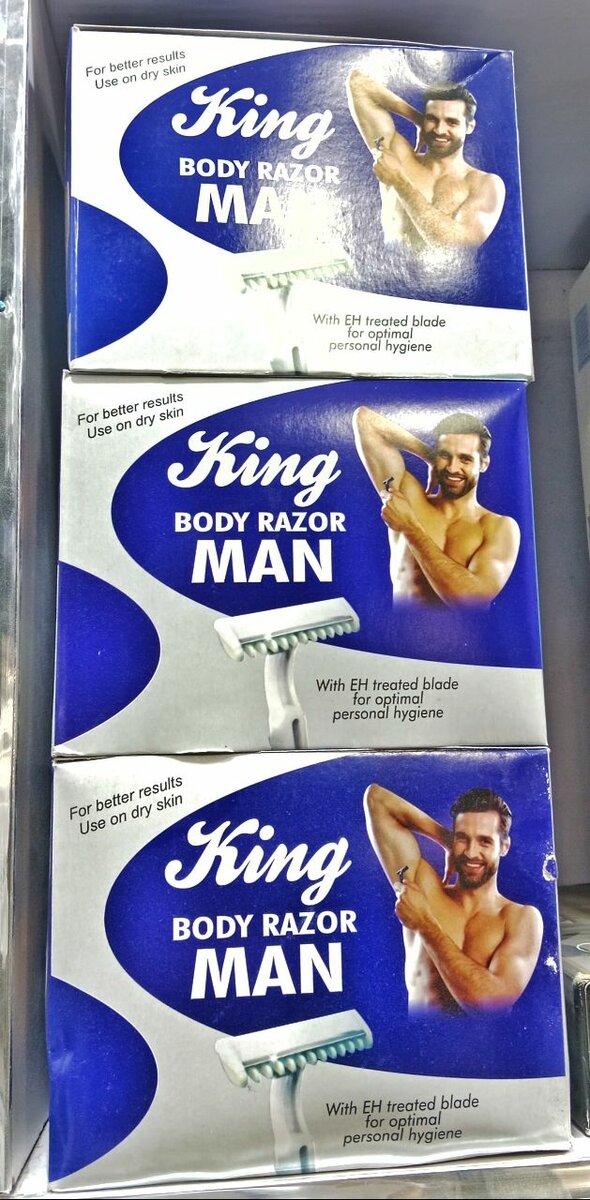 For better results
Use on dry skin
King
BODY RAZOR
MAN
With EH treated blade
for optimal
personal hygiene
For better results
Use on dry skin
King
BODY RAZOR
MAN
With EH treated blade
for optimal
personal hygiene
For better results
Use on dry skin
King
BODY RAZOR
MAN
With EH treated blade
for optimal
personal hygiene